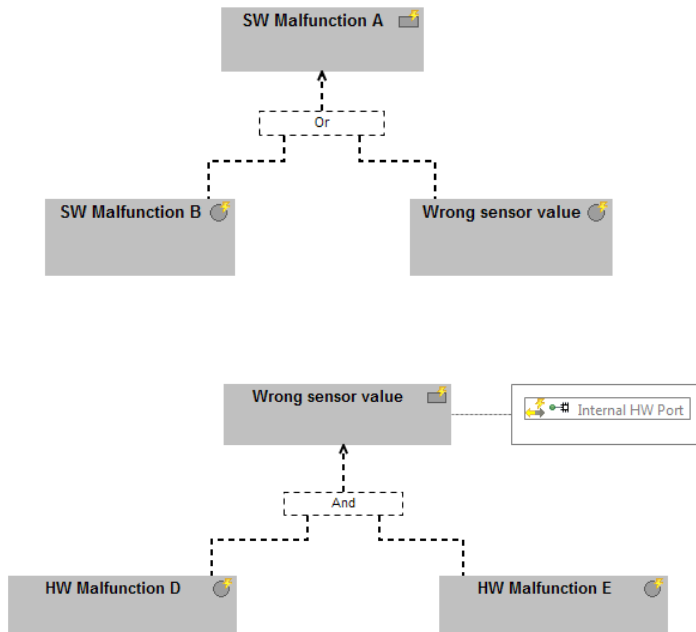 SW Malfunction A
Or
SW Malfunction B
Wrong sensor value
Wrong sensor value
Internal HW Port
And
HW Malfunction D
HW Malfunction E